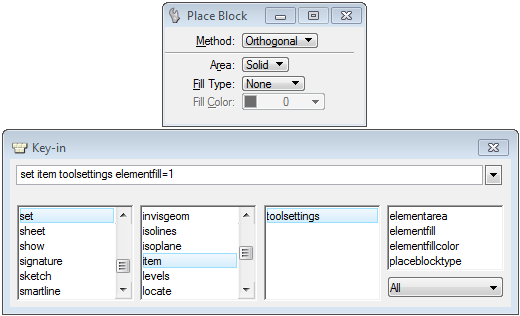 Place Block
Method: Orthogonal
Area: Solid
Fill Type: None
Fill Color: 0
Key-in
set item toolsettings elementfill=1
set
sheet
show
signature
sketch
smartline
invisgeom
isolines
isoplane
item
levels
locate
toolsettings
elementarea
elementfill
elementfillcolor
placeblocktype
All